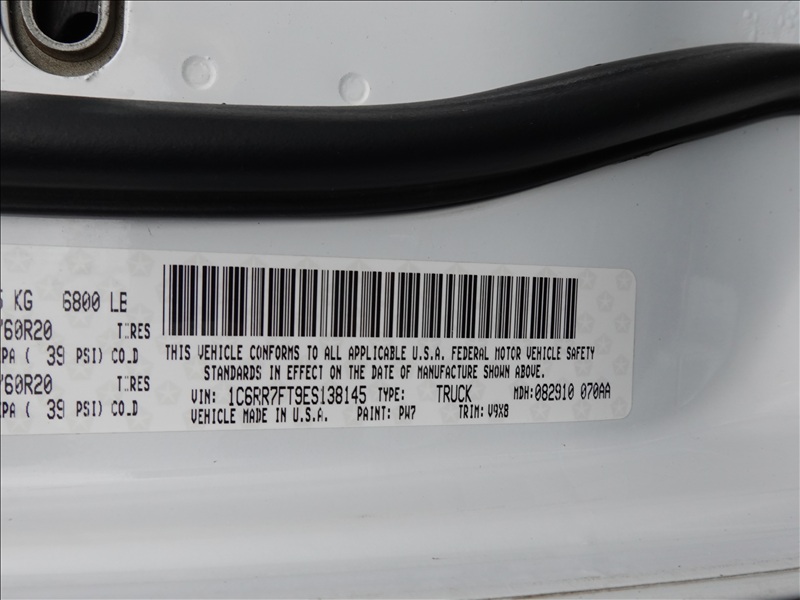 5 KG 6800 LE
/60R20 TIRES
PA ( 39 PSI) COLD
/60R20 TIRES
PA ( 39 PSI) COLD
THIS VEHICLE CONFORMS TO ALL APPLICABLE U.S.A. FEDERAL MOTOR VEHICLE SAFETY
STANDARDS IN EFFECT ON THE DATE OF MANUFACTURE SHOWN ABOVE.
VIN: 1C6RR7FT9ES138145 TYPE: TRUCK MDH:082910 070AA
VEHICLE MADE IN U.S.A. PAINT: PW7 TRIM: V9X8